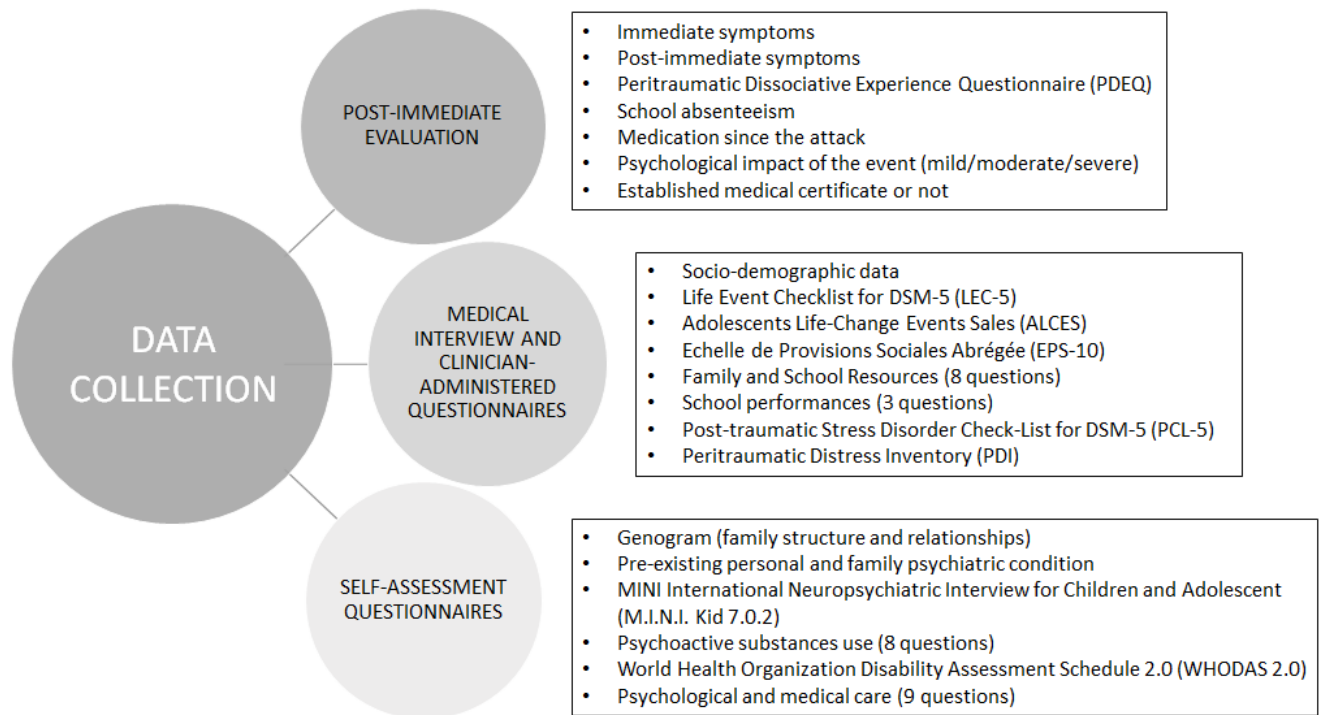 DATA
COLLECTION
POST-IMMEDIATE
EVALUATION
• Immediate symptoms
• Post-immediate symptoms
• Peritraumatic Dissociative Experience Questionnaire (PDEQ)
• School absenteeism
• Medication since the attack
• Psychological impact of the event (mild/moderate/severe)
• Established medical certificate or not
MEDICAL
INTERVIEW AND
CLINICIAN-
ADMINISTERED
QUESTIONNAIRES
• Socio-demographic data
• Life Event Checklist for DSM-5 (LEC-5)
• Adolescents Life-Change Events Sales (ALCES)
• Echelle de Provisions Sociales Abrégée (EPS-10)
• Family and School Resources (8 questions)
• School performances (3 questions)
• Post-traumatic Stress Disorder Check-List for DSM-5 (PCL-5)
• Peritraumatic Distress Inventory (PDI)
SELF-ASSESSMENT
QUESTIONNAIRES
• Genogram (family structure and relationships)
• Pre-existing personal and family psychiatric condition
• MINI International Neuropsychiatric Interview for Children and Adolescent
(M.I.N.I. Kid 7.0.2)
• Psychoactive substances use (8 questions)
• World Health Organization Disability Assessment Schedule 2.0 (WHODAS 2.0)
• Psychological and medical care (9 questions)